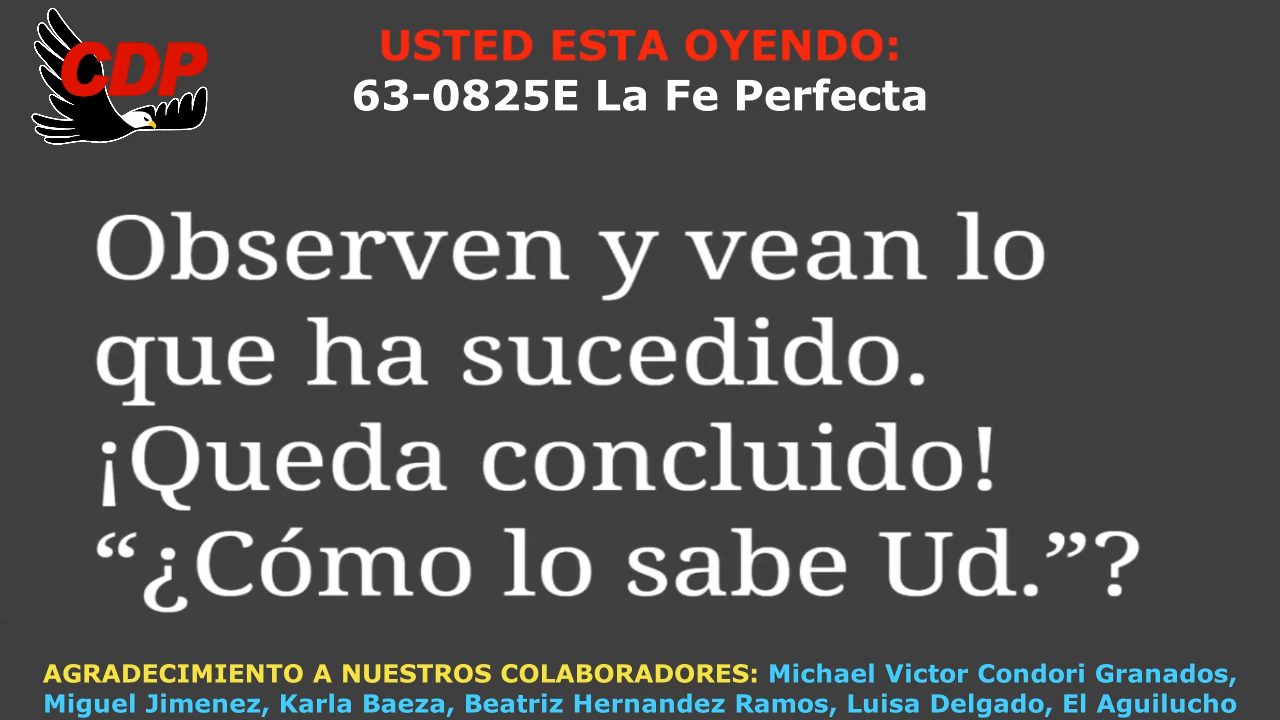 CDP
USTED ESTA OYENDO:
63-0825E La Fe Perfecta
Observen y vean lo
que ha sucedido.
¡Queda concluido!
“¿Cómo lo sabe Ud.”?
AGRADECIMIENTO A NUESTROS COLABORADORES: Michael Victor Condori Granados,
Miguel Jimenez, Karla Baeza, Beatriz Hernandez Ramos, Luisa Delgado, El Aguilucho